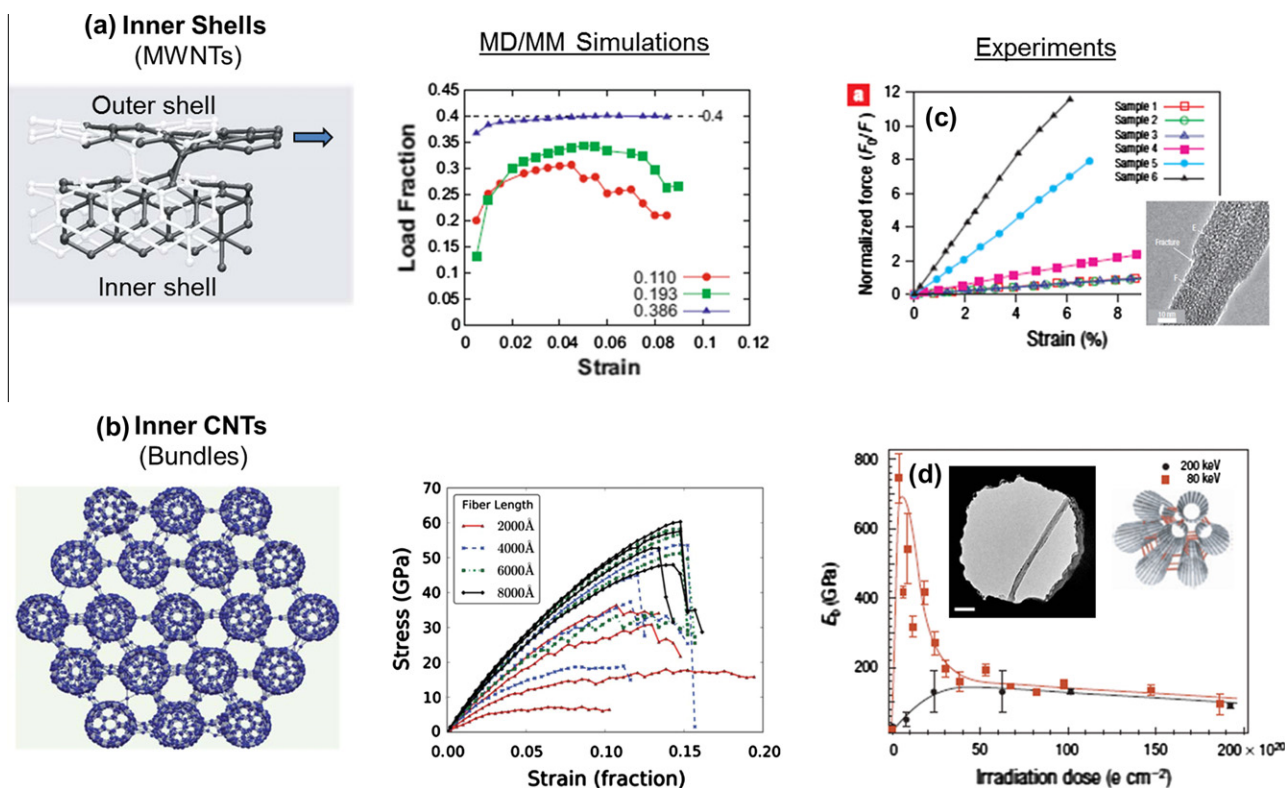 (a) Inner Shells
(MWNTs)
Outer shell
Inner shell
MD/MM Simulations
0.45
0.4
0.35
0.3
0.25
0.2
0.15
0.1
0.05
0
0.4
0.110
0.193
0.386
0 0.02 0.04 0.06 0.08 0.1 0.12
Load Fraction
Strain
Experiments
a
(c)
12
10
8
6
4
2
0
Sample 1
Sample 2
Sample 3
Sample 4
Sample 5
Sample 6
0 2 4 6 8
Normalized force (F₀/F)
Strain (%)
Fracture
10 nm
(b) Inner CNTs
(Bundles)
70
60
50
40
30
20
10
0
Fiber Length
2000Å
4000Å
6000Å
8000Å
0.00 0.05 0.10 0.15 0.20
Stress (GPa)
Strain (fraction)
800
600
400
200
(d)
200 keV
80 keV
0 50 100 150 200 × 10²⁰
E_b (GPa)
Irradiation dose (e cm⁻²)